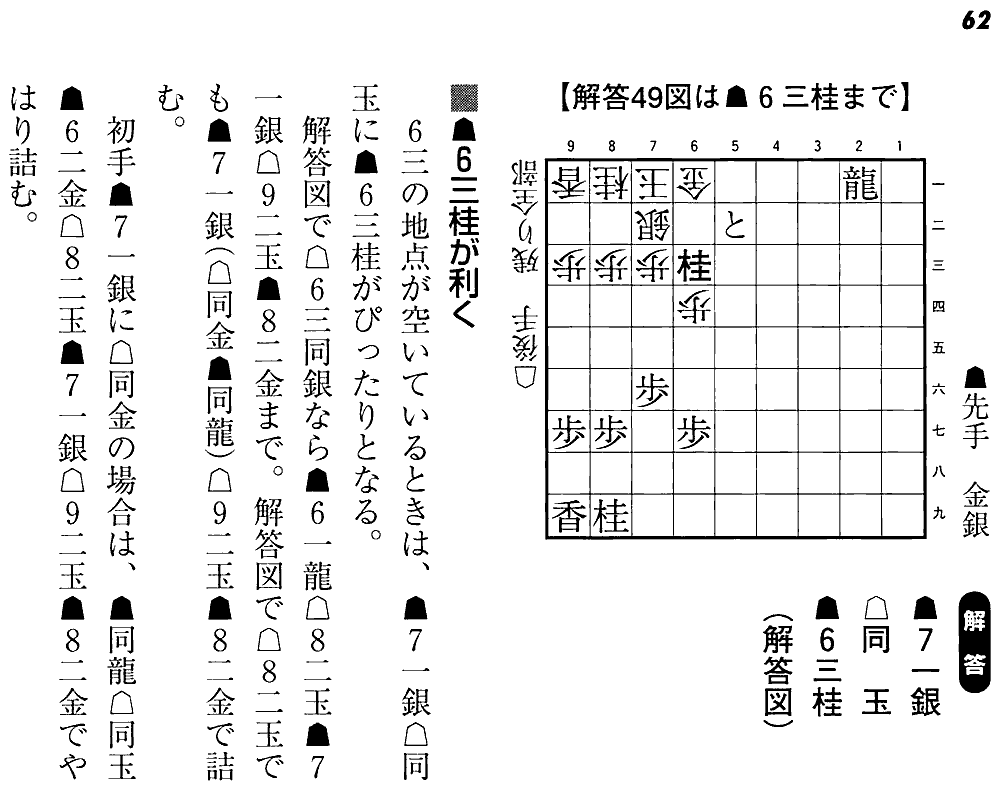 62
【解答49図は☗6三桂まで】
9 8 7 6 5 4 3 2 1
香 桂 王 金 龍 一
銀 と 二
歩 歩 歩 桂 三
歩 四
五
歩 六
歩 歩 歩 七
八
香 桂 九
☖後手 残り全部
☗先手 金銀
解答
☗7一銀
☖同 玉
☗6三桂
(解答図)
■☗6三桂が利く
6三の地点が空いているときは、☗7一銀☖同
玉に☗6三桂がぴったりとなる。
解答図で☖6三同銀なら☗6一龍☖8二玉☗7
一銀☖9二玉☗8二金まで。解答図で☖8二玉で
も☗7一銀(☖同金☗同龍)☖9二玉☗8二金で詰
む。
初手☗7一銀に☖同金の場合は、☗同龍☖同玉
☗6二金☖8二玉☗7一銀☖9二玉☗8二金でや
はり詰む。